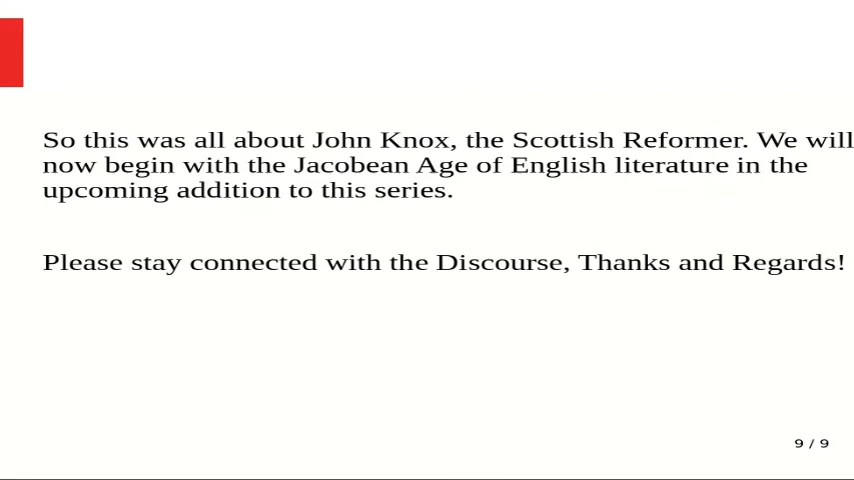 So this was all about John Knox, the Scottish Reformer. We will
now begin with the Jacobean Age of English literature in the
upcoming addition to this series.
Please stay connected with the Discourse, Thanks and Regards!
9 / 9